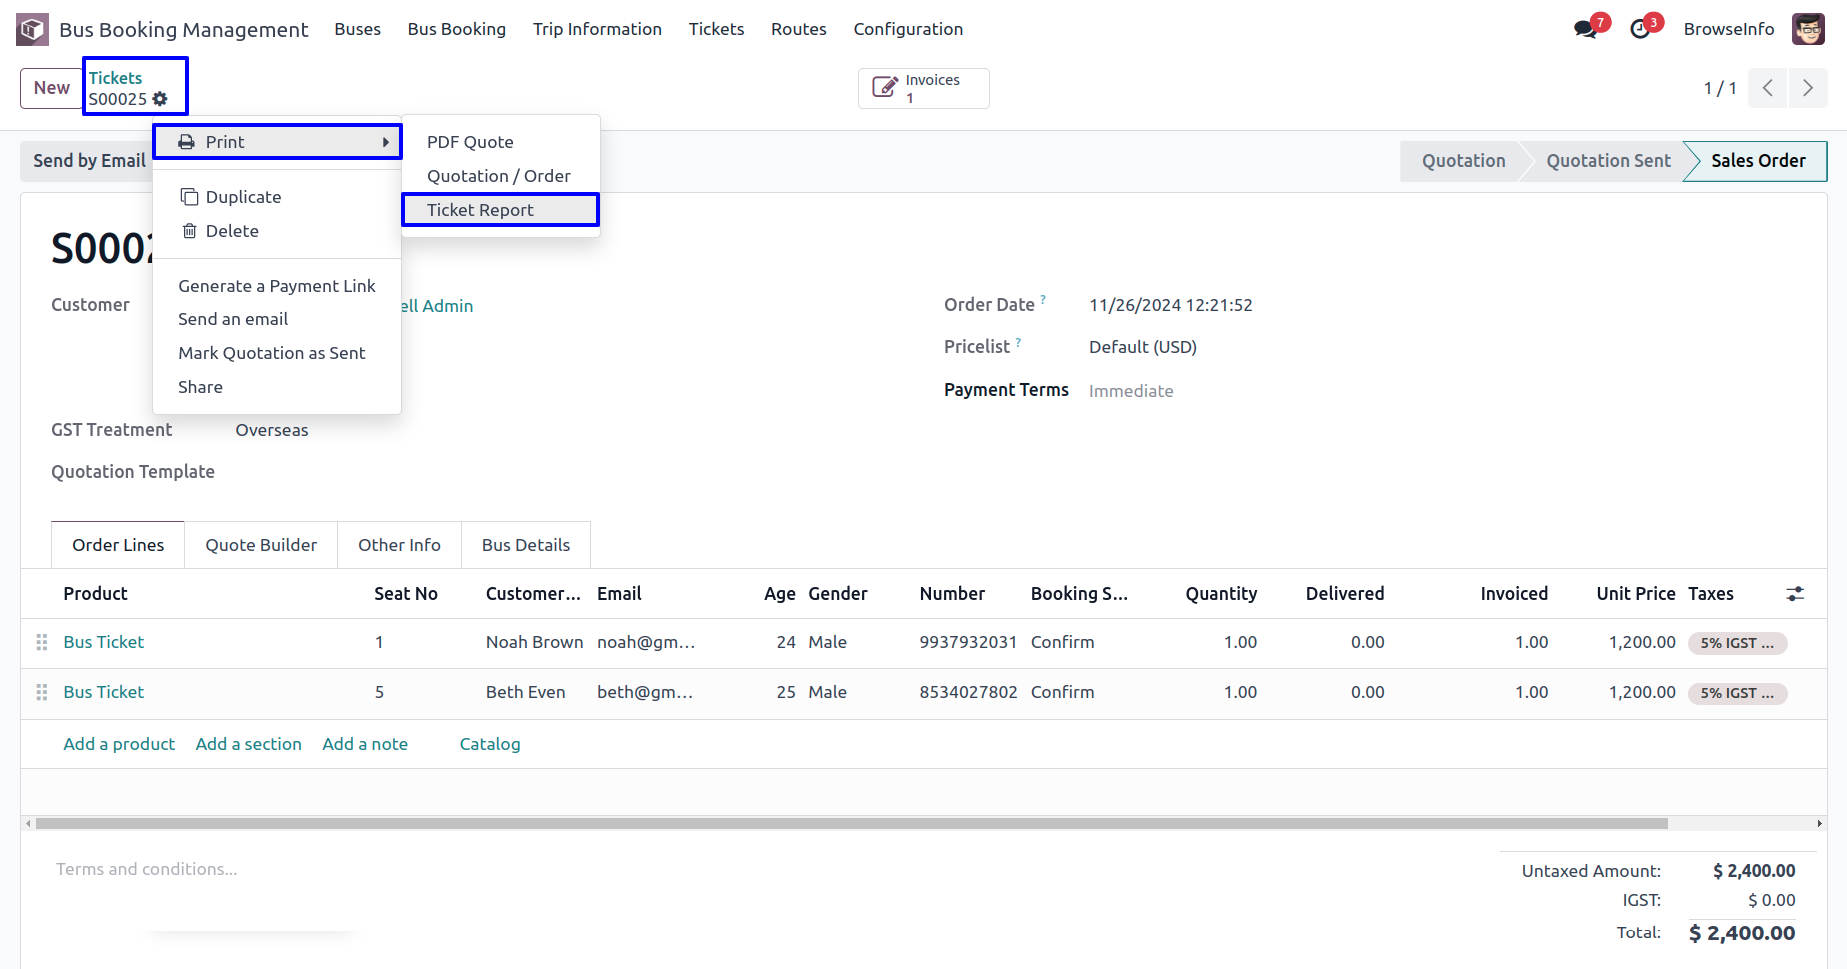 Bus Booking Management Buses Bus Booking Trip Information Tickets Routes Configuration 7 3 BrowseInfo
New Tickets
S00025
Invoices
1
1 / 1
Print
Duplicate
Delete
Generate a Payment Link
Send an email
Mark Quotation as Sent
Share
PDF Quote
Quotation / Order
Ticket Report
Send by Email Quotation Quotation Sent Sales Order
S0002
Customer ell Admin
GST Treatment Overseas
Quotation Template
Order Date ? 11/26/2024 12:21:52
Pricelist ? Default (USD)
Payment Terms Immediate
Order Lines Quote Builder Other Info Bus Details
Product Seat No Customer... Email Age Gender Number Booking S... Quantity Delivered Invoiced Unit Price Taxes
Bus Ticket 1 Noah Brown noah@gm... 24 Male 9937932031 Confirm 1.00 0.00 1.00 1,200.00 5% IGST ...
Bus Ticket 5 Beth Even beth@gm... 25 Male 8534027802 Confirm 1.00 0.00 1.00 1,200.00 5% IGST ...
Add a product Add a section Add a note Catalog
Terms and conditions...
Untaxed Amount: $ 2,400.00
IGST: $ 0.00
Total: $ 2,400.00